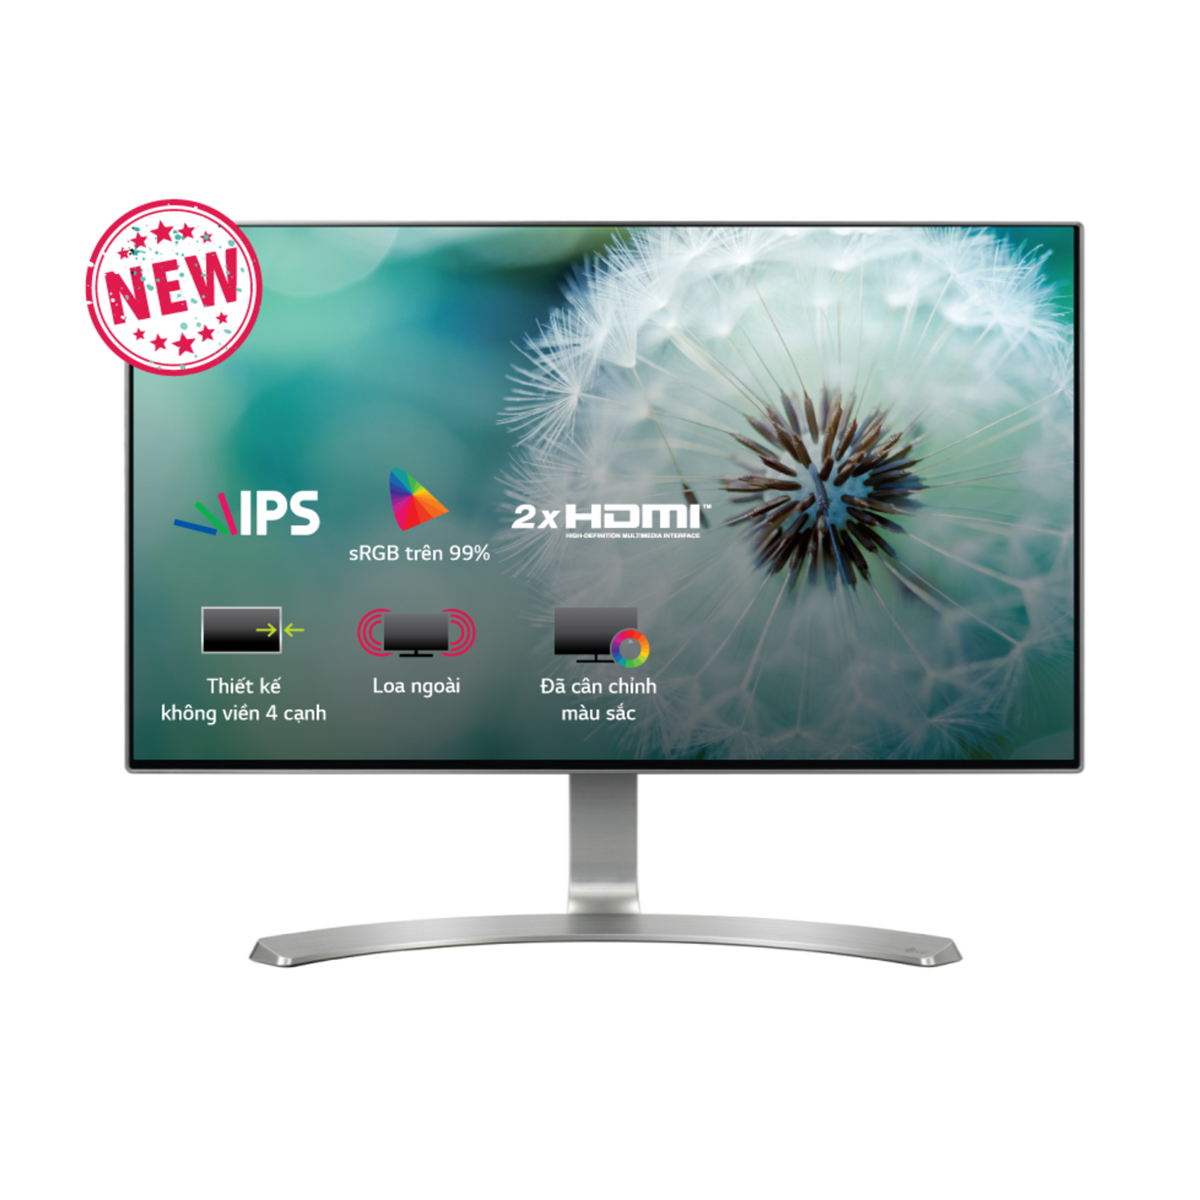 NEW
IPS
sRGB trên 99%
2x HDMI™
HIGH-DEFINITION MULTIMEDIA INTERFACE
Thiết kế
không viền 4 cạnh
Loa ngoài
Đã cân chỉnh
màu sắc